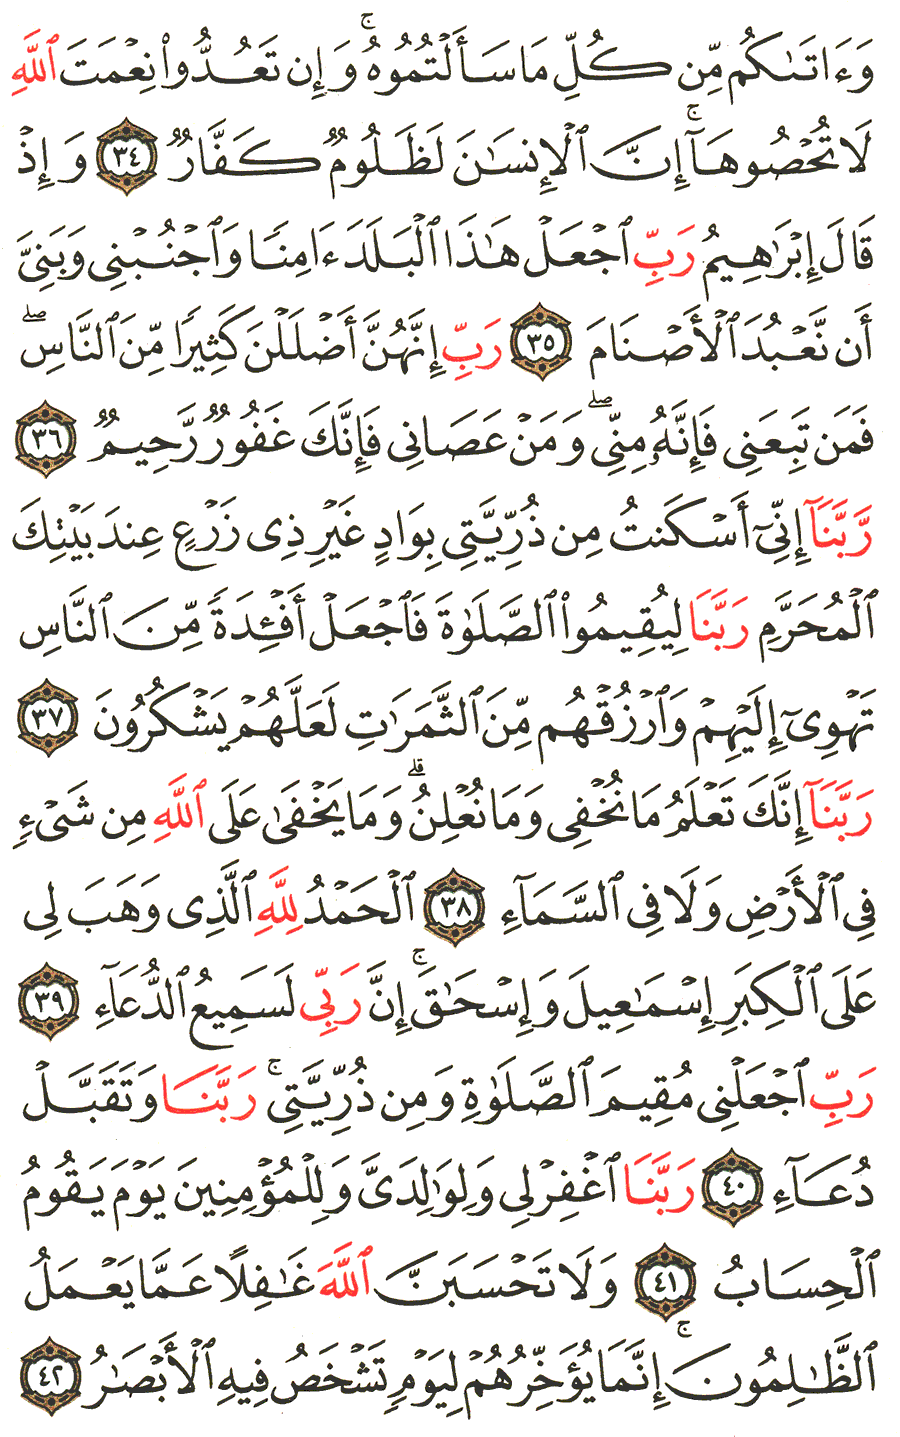 وَءَاتَىٰكُم مِّن كُلِّ مَا سَأَلْتُمُوهُ ۚ وَإِن تَعُدُّوا۟ نِعْمَتَ ٱللَّهِ
لَا تُحْصُوهَآ ۗ إِنَّ ٱلْإِنسَٰنَ لَظَلُومٌ كَفَّارٌ ٣٤ وَإِذْ
قَالَ إِبْرَٰهِيمُ رَبِّ ٱجْعَلْ هَٰذَا ٱلْبَلَدَ ءَامِنًا وَٱجْنُبْنِى وَبَنِىَّ
أَن نَّعْبُدَ ٱلْأَصْنَامَ ٣٥ رَبِّ إِنَّهُنَّ أَضْلَلْنَ كَثِيرًا مِّنَ ٱلنَّاسِ ۖ
فَمَن تَبِعَنِى فَإِنَّهُۥ مِنِّى ۖ وَمَنْ عَصَانِى فَإِنَّكَ غَفُورٌ رَّحِيمٌ ٣٦
رَّبَّنَآ إِنِّىٓ أَسْكَنتُ مِن ذُرِّيَّتِى بِوَادٍ غَيْرِ ذِى زَرْعٍ عِندَ بَيْتِكَ
ٱلْمُحَرَّمِ رَبَّنَا لِيُقِيمُوا۟ ٱلصَّلَوٰةَ فَٱجْعَلْ أَفْـِٔدَةً مِّنَ ٱلنَّاسِ
تَهْوِىٓ إِلَيْهِمْ وَٱرْزُقْهُم مِّنَ ٱلثَّمَرَٰتِ لَعَلَّهُمْ يَشْكُرُونَ ٣٧
رَبَّنَآ إِنَّكَ تَعْلَمُ مَا نُخْفِى وَمَا نُعْلِنُ ۗ وَمَا يَخْفَىٰ عَلَى ٱللَّهِ مِن شَىْءٍ
فِى ٱلْأَرْضِ وَلَا فِى ٱلسَّمَآءِ ٣٨ ٱلْحَمْدُ لِلَّهِ ٱلَّذِى وَهَبَ لِى
عَلَى ٱلْكِبَرِ إِسْمَٰعِيلَ وَإِسْحَٰقَ ۚ إِنَّ رَبِّى لَسَمِيعُ ٱلدُّعَآءِ ٣٩
رَبِّ ٱجْعَلْنِى مُقِيمَ ٱلصَّلَوٰةِ وَمِن ذُرِّيَّتِى ۚ رَبَّنَا وَتَقَبَّلْ
دُعَآءِ ٤٠ رَبَّنَا ٱغْفِرْ لِى وَلِوَٰلِدَىَّ وَلِلْمُؤْمِنِينَ يَوْمَ يَقُومُ
ٱلْحِسَابُ ٤١ وَلَا تَحْسَبَنَّ ٱللَّهَ غَٰفِلًا عَمَّا يَعْمَلُ
ٱلظَّٰلِمُونَ ۚ إِنَّمَا يُؤَخِّرُهُمْ لِيَوْمٍ تَشْخَصُ فِيهِ ٱلْأَبْصَٰرُ ٤٢